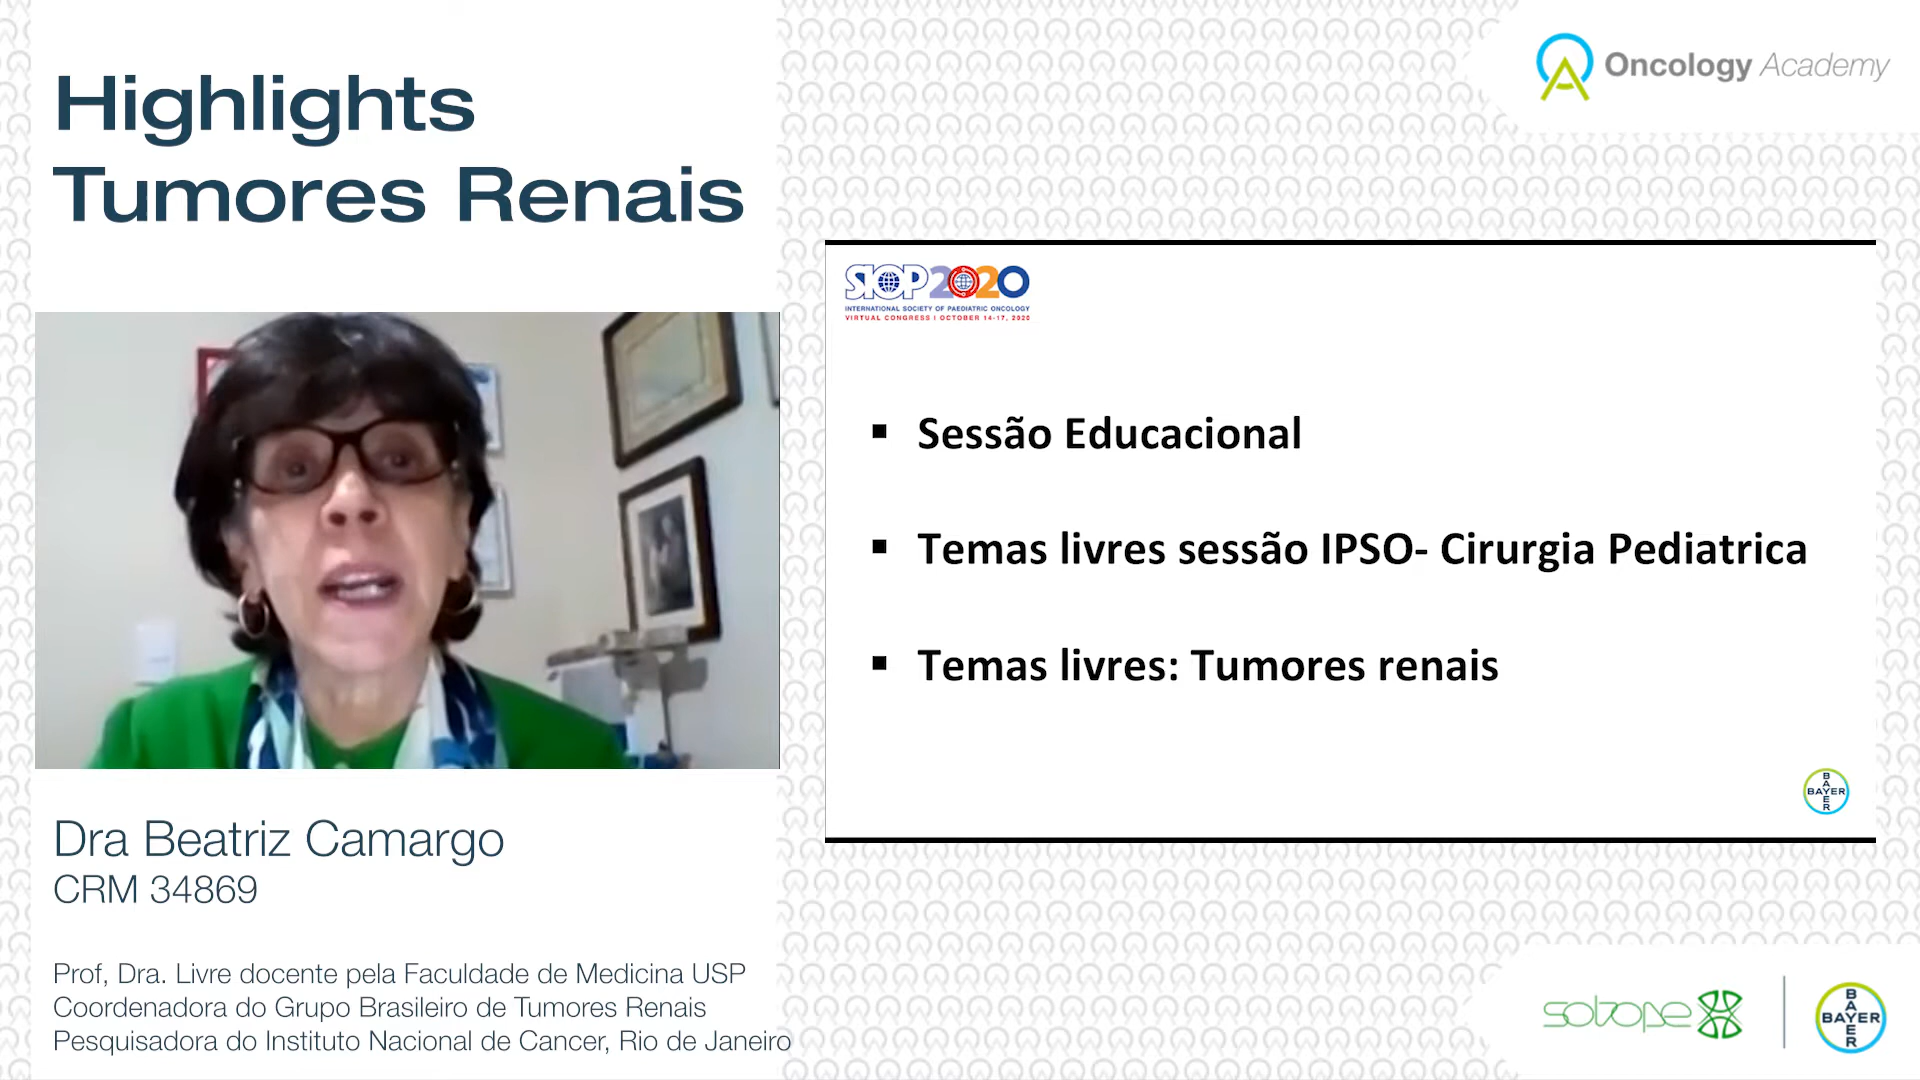 Highlights
Tumores Renais
Dra Beatriz Camargo
CRM 34869
Prof, Dra. Livre docente pela Faculdade de Medicina USP
Coordenadora do Grupo Brasileiro de Tumores Renais
Pesquisadora do Instituto Nacional de Cancer, Rio de Janeiro
Oncology Academy
SIOP 2020
INTERNATIONAL SOCIETY OF PAEDIATRIC ONCOLOGY
VIRTUAL CONGRESS | OCTOBER 14-17, 2020
▪ Sessão Educacional
▪ Temas livres sessão IPSO- Cirurgia Pediatrica
▪ Temas livres: Tumores renais
BAYER
BAYER
sobope
BAYER
BAYER